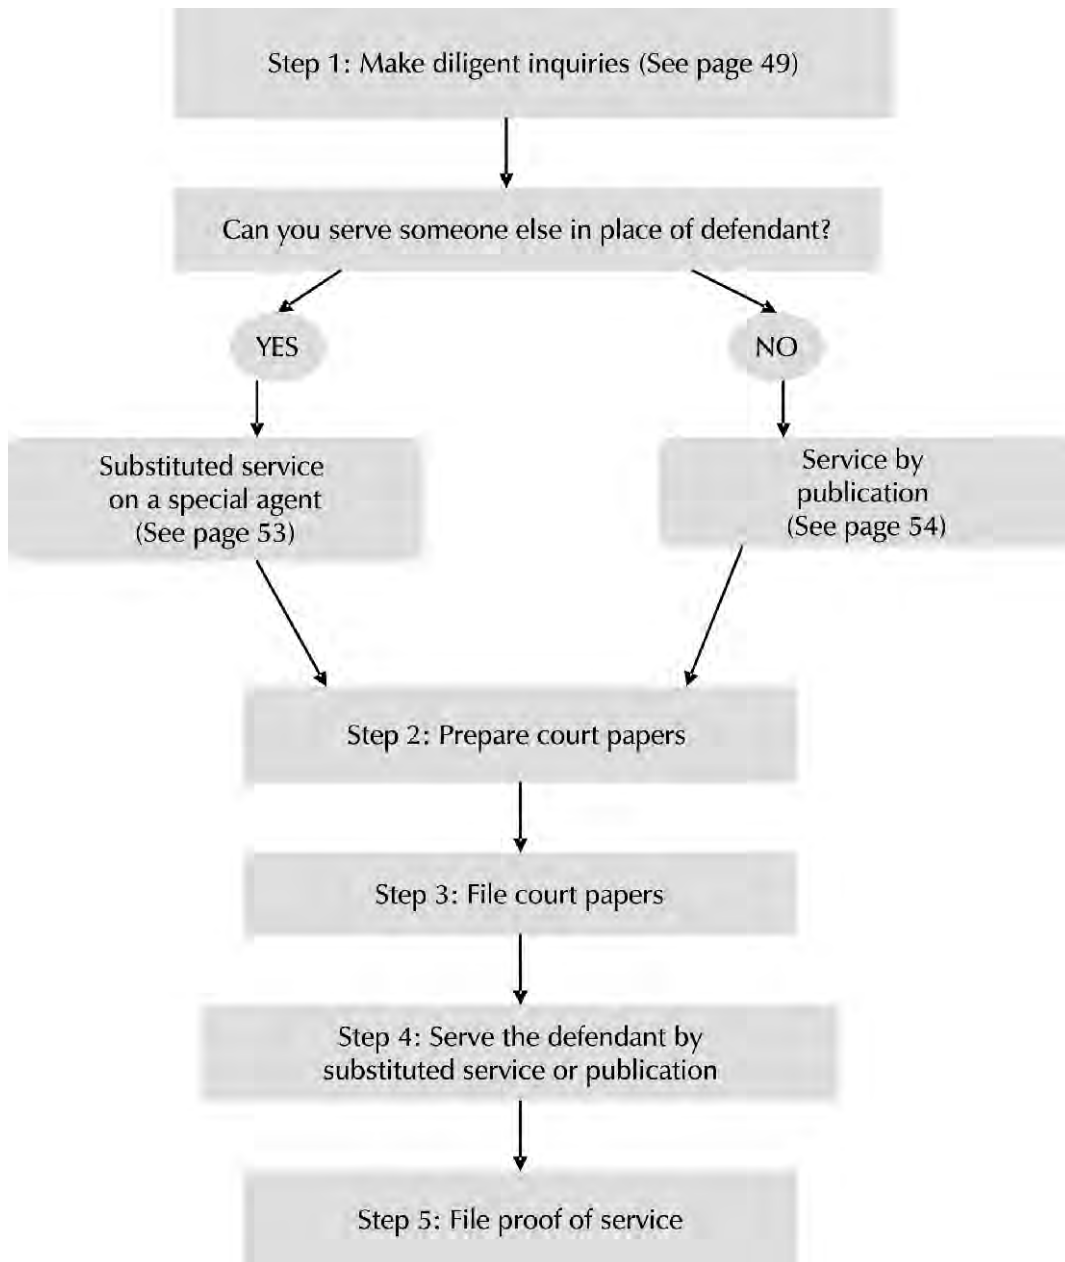 Step 1: Make diligent inquiries (See page 49)
Can you serve someone else in place of defendant?
YES
NO
Substituted service
on a special agent
(See page 53)
Service by
publication
(See page 54)
Step 2: Prepare court papers
Step 3: File court papers
Step 4: Serve the defendant by
substituted service or publication
Step 5: File proof of service